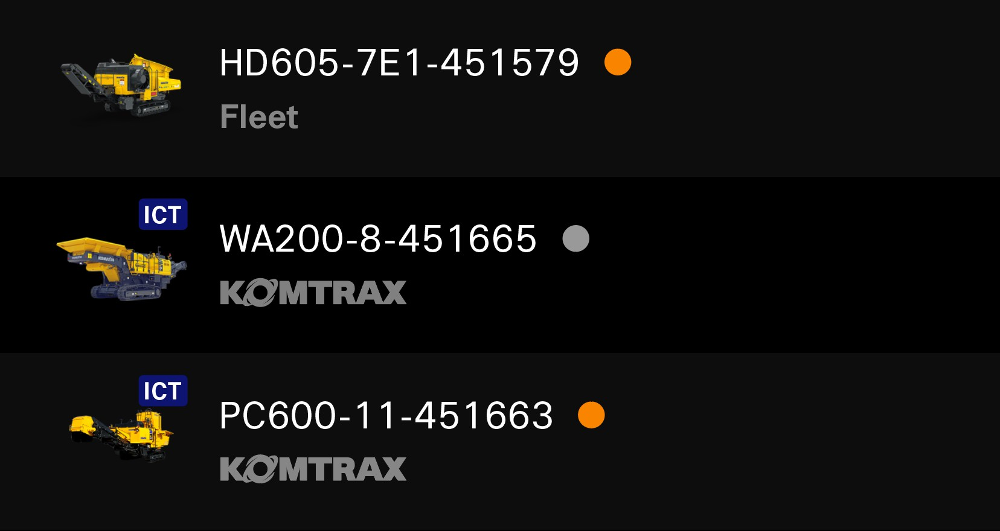 HD605-7E1-451579
Fleet
ICT
WA200-8-451665
KOMTRAX
ICT
PC600-11-451663
KOMTRAX